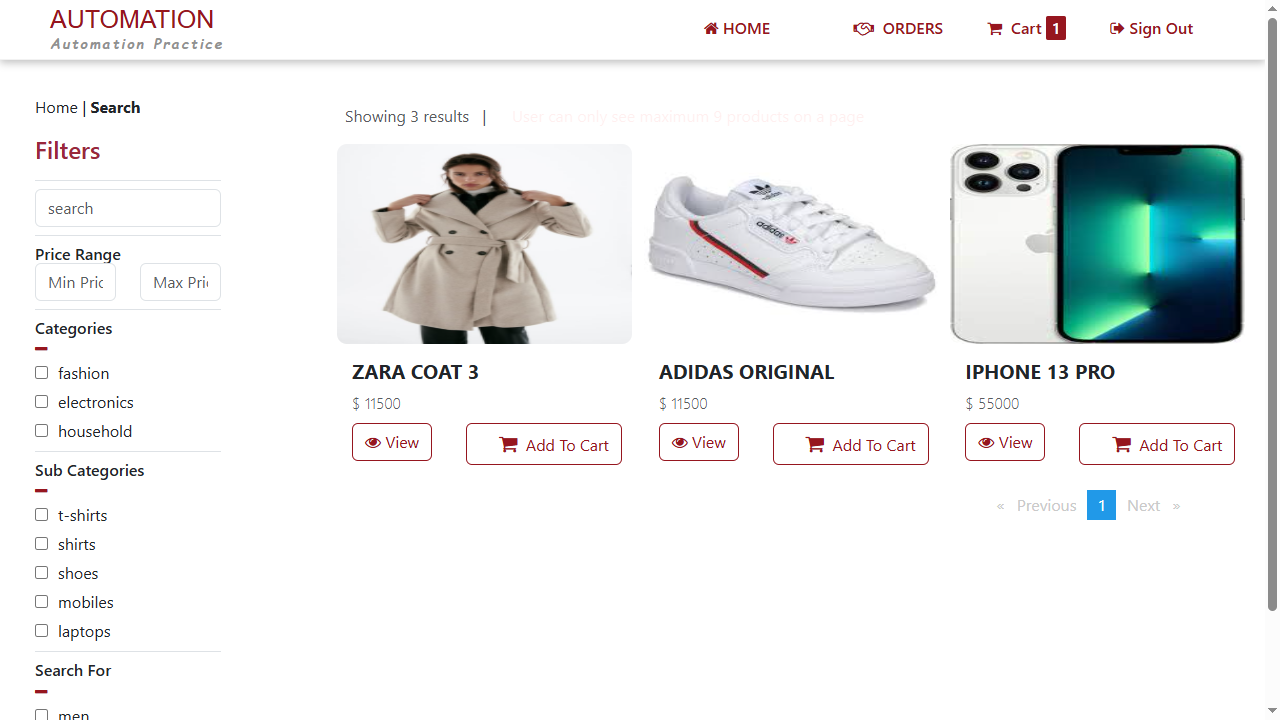 AUTOMATION
Automation Practice
HOME
ORDERS
Cart 1
Sign Out
Home | Search
Filters
search
Price Range
Min Pric
Max Pri
Categories
fashion
electronics
household
Sub Categories
t-shirts
shirts
shoes
mobiles
laptops
Search For
men
Showing 3 results |
User can only see maximum 9 products on a page
adidas
adidas
ZARA COAT 3
$ 11500
View
Add To Cart
ADIDAS ORIGINAL
$ 11500
View
Add To Cart
IPHONE 13 PRO
$ 55000
View
Add To Cart
« Previous 1 Next »